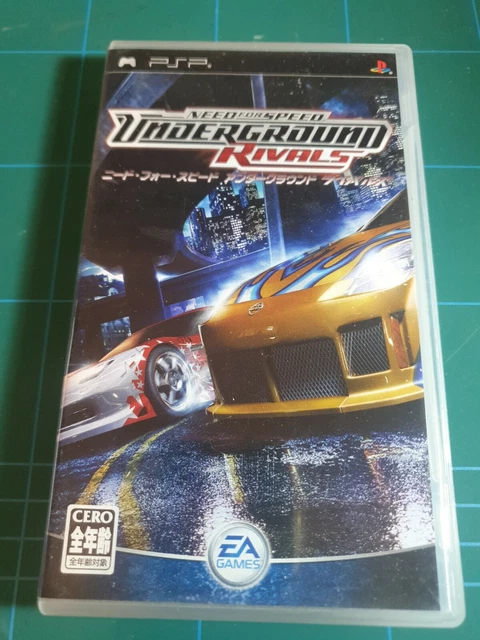 PSP
NEED FOR SPEED
UNDERGROUND
RIVALS
ニード・フォー・スピード アンダーグラウンド ライバルズ
CERO
全年齢
全年齢対象
EA
GAMES